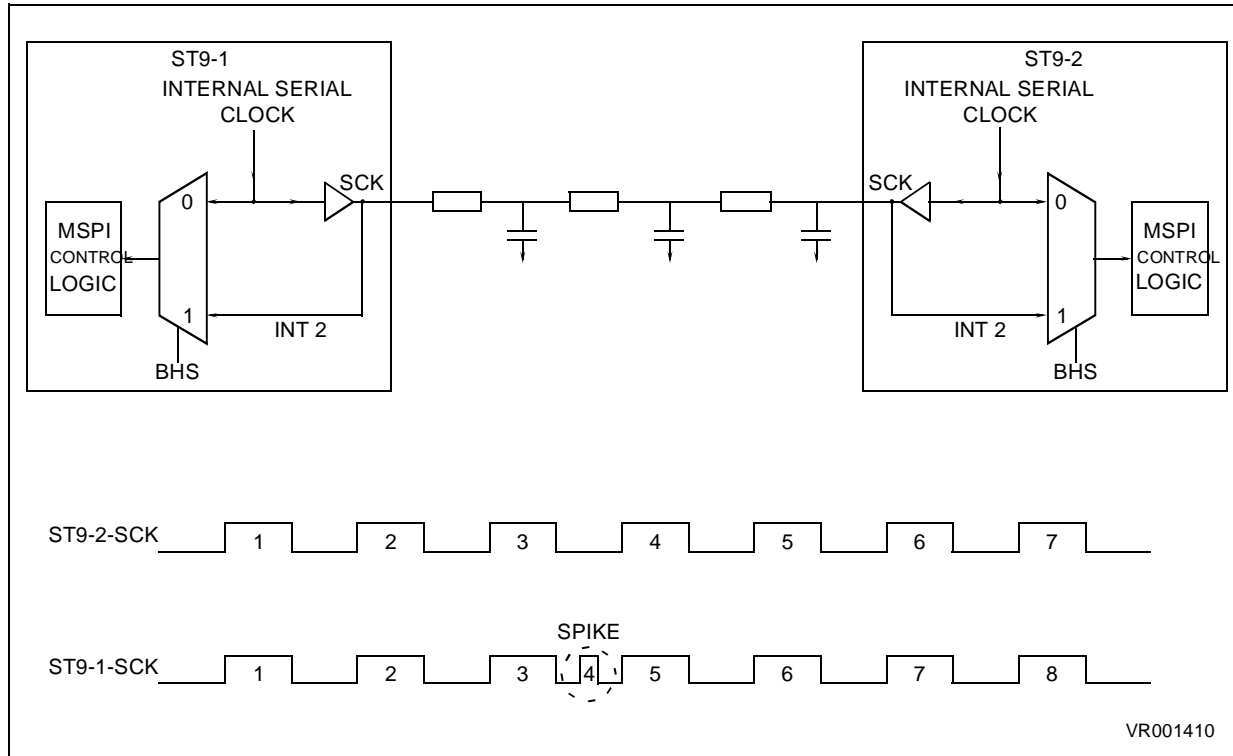 ST9-1
INTERNAL SERIAL
CLOCK
SCK
0
MSPI
CONTROL
LOGIC
1
INT 2
BHS
ST9-2
INTERNAL SERIAL
CLOCK
SCK
0
MSPI
CONTROL
LOGIC
1
INT 2
BHS
ST9-2-SCK 1 2 3 4 5 6 7
SPIKE
ST9-1-SCK 1 2 3 4 5 6 7 8
VR001410